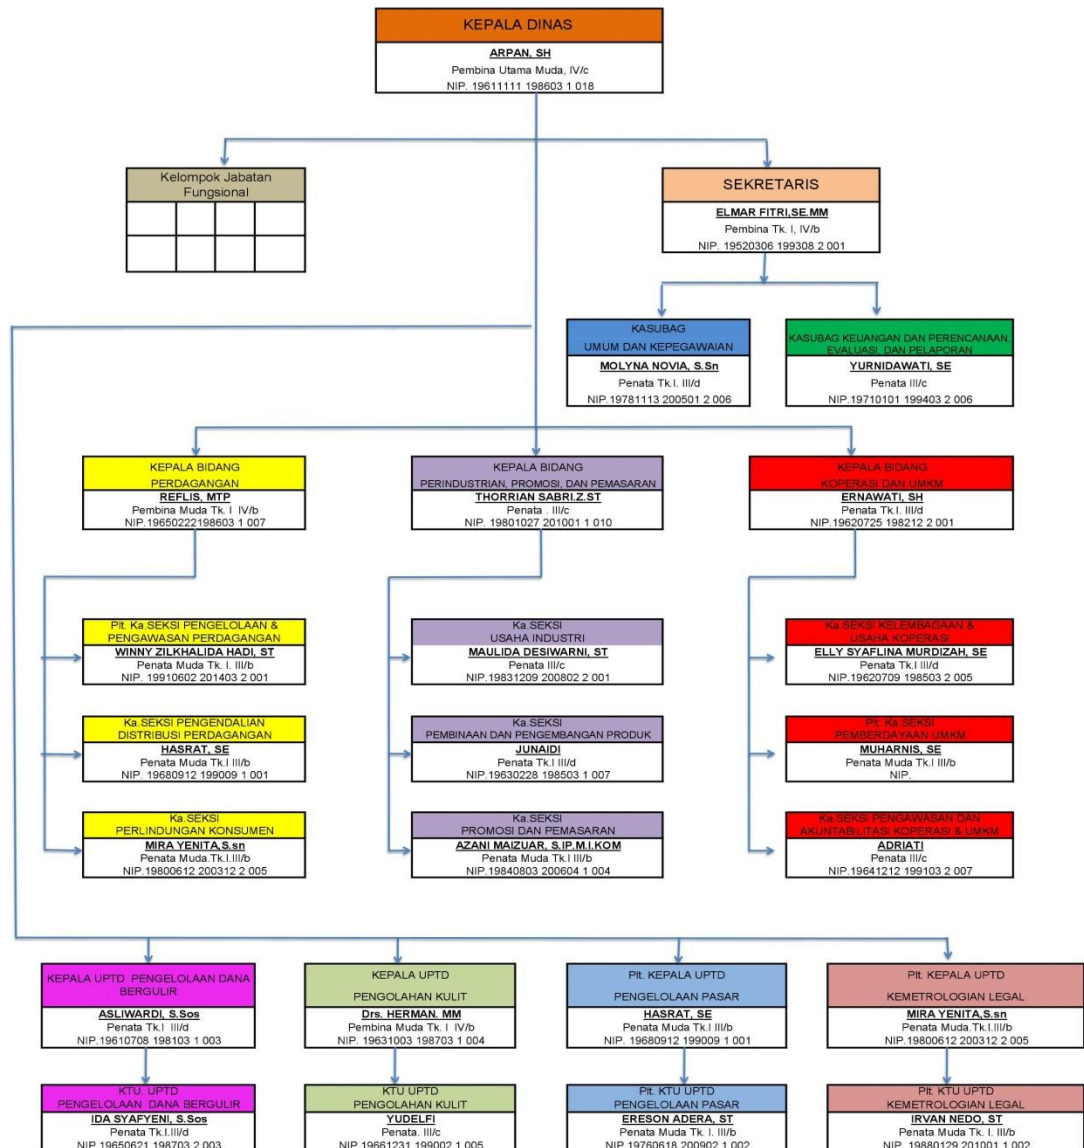 KEPALA DINAS
ARPAN, SH
Pembina Utama Muda, IV/c
NIP. 19611111 198603 1 018
Kelompok Jabatan
Fungsional
SEKRETARIS
ELMAR FITRI,SE.MM
Pembina Tk. I, IV/b
NIP. 19520306 199308 2 001
KASUBAG
UMUM DAN KEPEGAWAIAN
MOLYNA NOVIA, S.Sn
Penata Tk.I. III/d
NIP.19781113 200501 2 006
KASUBAG KEUANGAN DAN PERENCANAAN
EVALUASI, DAN PELAPORAN
YURNIDAWATI, SE
Penata III/c
NIP.19710101 199403 2 006
KEPALA BIDANG
PERDAGANGAN
REFLIS, MTP
Pembina Muda Tk. I IV/b
NIP.19650222198603 1 007
KEPALA BIDANG
PERINDUSTRIAN, PROMOSI, DAN PEMASARAN
THORRIAN SABRI.Z.ST
Penata . III/c
NIP. 19801027 201001 1 010
KEPALA BIDANG
KOPERASI DAN UMKM
ERNAWATI, SH
Penata Tk.I. III/d
NIP.19620725 198212 2 001
Plt. Ka.SEKSI PENGELOLAAN &
PENGAWASAN PERDAGANGAN
WINNY ZILKHALIDA HADI, ST
Penata Muda Tk. I. III/b
NIP. 19910602 201403 2 001
Ka.SEKSI
USAHA INDUSTRI
MAULIDA DESIWARNI, ST
Penata III/c
NIP.19831209 200802 2 001
Ka.SEKSI KELEMBAGAAN &
USAHA KOPERASI
ELLY SYAFLINA MURDIZAH, SE
Penata Tk.I III/d
NIP.19620709 198503 2 005
Ka.SEKSI PENGENDALIAN
DISTRIBUSI PERDAGANGAN
HASRAT, SE
Penata Muda Tk.I III/b
NIP. 19680912 199009 1 001
Ka.SEKSI
PEMBINAAN DAN PENGEMBANGAN PRODUK
JUNAIDI
Penata Tk.I III/d
NIP.19630228 198503 1 007
Plt. Ka.SEKSI
PEMBERDAYAAN UMKM
MUHARNIS, SE
Penata Muda Tk.I III/b
NIP.
Ka.SEKSI
PERLINDUNGAN KONSUMEN
MIRA YENITA,S.sn
Penata Muda.Tk.I.III/b
NIP.19800612 200312 2 005
Ka.SEKSI
PROMOSI DAN PEMASARAN
AZANI MAIZUAR, S.IP.M.I.KOM
Penata Muda Tk.I III/b
NIP.19840803 200604 1 004
Ka.SEKSI PENGAWASAN DAN
AKUNTABILITASI KOPERASI & UMKM
ADRIATI
Penata III/c
NIP.19641212 199103 2 007
KEPALA UPTD PENGELOLAAN DANA
BERGULIR
ASLIWARDI, S.Sos
Penata Tk.I III/d
NIP.19610708 198103 1 003
KEPALA UPTD
PENGOLAHAN KULIT
Drs. HERMAN. MM
Pembina Muda Tk. I IV/b
NIP. 19631003 198703 1 004
Plt. KEPALA UPTD
PENGELOLAAN PASAR
HASRAT, SE
Penata Muda Tk.I III/b
NIP. 19680912 199009 1 001
Plt. KEPALA UPTD
KEMETROLOGIAN LEGAL
MIRA YENITA,S.sn
Penata Muda.Tk.I.III/b
NIP.19800612 200312 2 005
KTU. UPTD
PENGELOLAAN DANA BERGULIR
IDA SYAFYENI, S.Sos
Penata Tk.I.III/d
NIP.19650621 198703 2 003
KTU UPTD
PENGOLAHAN KULIT
YUDELFI
Penata. III/c
NIP.19661231 199002 1 005
Plt. KTU UPTD
PENGELOLAAN PASAR
ERESON ADERA, ST
Penata Muda Tk. I. III/b
NIP.19760618 200902 1 002
Plt. KTU UPTD
KEMETROLOGIAN LEGAL
IRVAN NEDO, ST
Penata Muda Tk. I. III/b
NIP. 19880129 201001 1 002